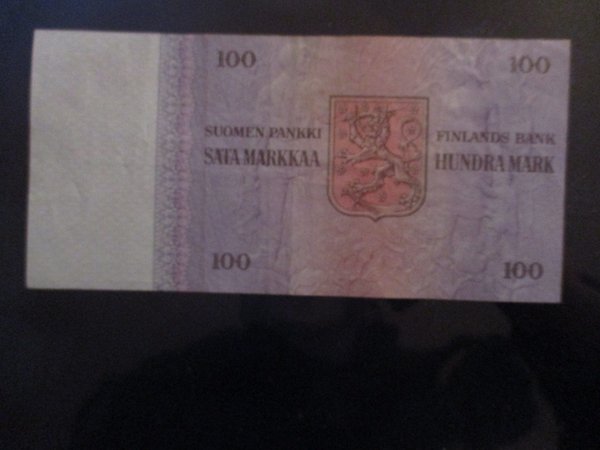 100 100
SUOMEN PANKKI FINLANDS BANK
SATA MARKKAA HUNDRA MARK
100 100